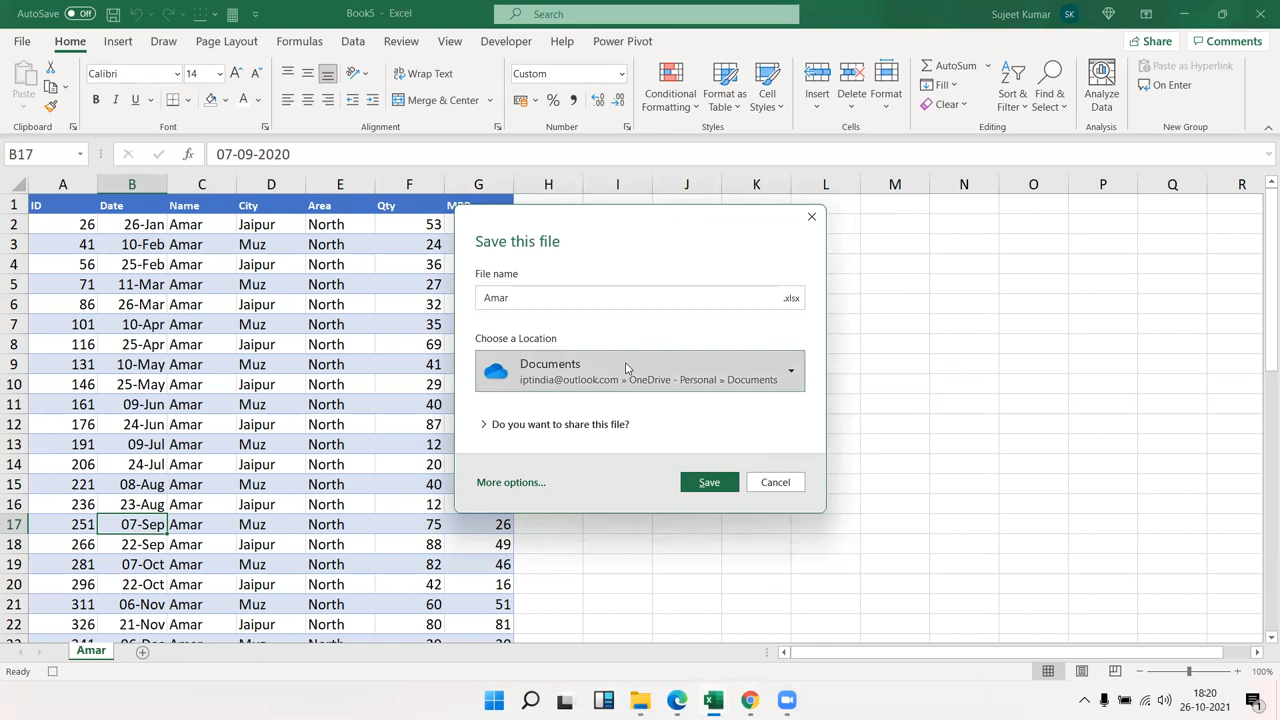 AutoSave Off Book5 - Excel Search Sujeet Kumar SK
File Home Insert Draw Page Layout Formulas Data Review View Developer Help Power Pivot Share Comments
Paste Calibri 14 Wrap Text Custom Conditional Formatting Format as Table Cell Styles Insert Delete Format AutoSum Sort & Filter Find & Select Analyze Data Paste as Hyperlink
B I U A Merge & Center % Fill Clear On Enter
Clipboard Font Alignment Number Styles Cells Editing Analysis New Group
B17 fx 07-09-2020
A B C D E F G H I J K L M N O P Q R
1 ID Date Name City Area Qty
2 26 26-Jan Amar Jaipur North 53
3 41 10-Feb Amar Muz North 24
4 56 25-Feb Amar Jaipur North 36
5 71 11-Mar Amar Muz North 27
6 86 26-Mar Amar Jaipur North 32
7 101 10-Apr Amar Muz North 35
8 116 25-Apr Amar Jaipur North 69
9 131 10-May Amar Muz North 41
10 146 25-May Amar Jaipur North 29
11 161 09-Jun Amar Muz North 40
12 176 24-Jun Amar Jaipur North 87
13 191 09-Jul Amar Muz North 12
14 206 24-Jul Amar Jaipur North 20
15 221 08-Aug Amar Muz North 40
16 236 23-Aug Amar Jaipur North 12
17 251 07-Sep Amar Muz North 75 26
18 266 22-Sep Amar Jaipur North 88 49
19 281 07-Oct Amar Muz North 82 46
20 296 22-Oct Amar Jaipur North 42 16
21 311 06-Nov Amar Muz North 60 51
22 326 21-Nov Amar Jaipur North 80 81
Save this file
File name
Amar .xlsx
Choose a Location
Documents
iptindia@outlook.com » OneDrive - Personal » Documents
Do you want to share this file?
More options... Save Cancel
Amar
Ready 100%
18:20
26-10-2021